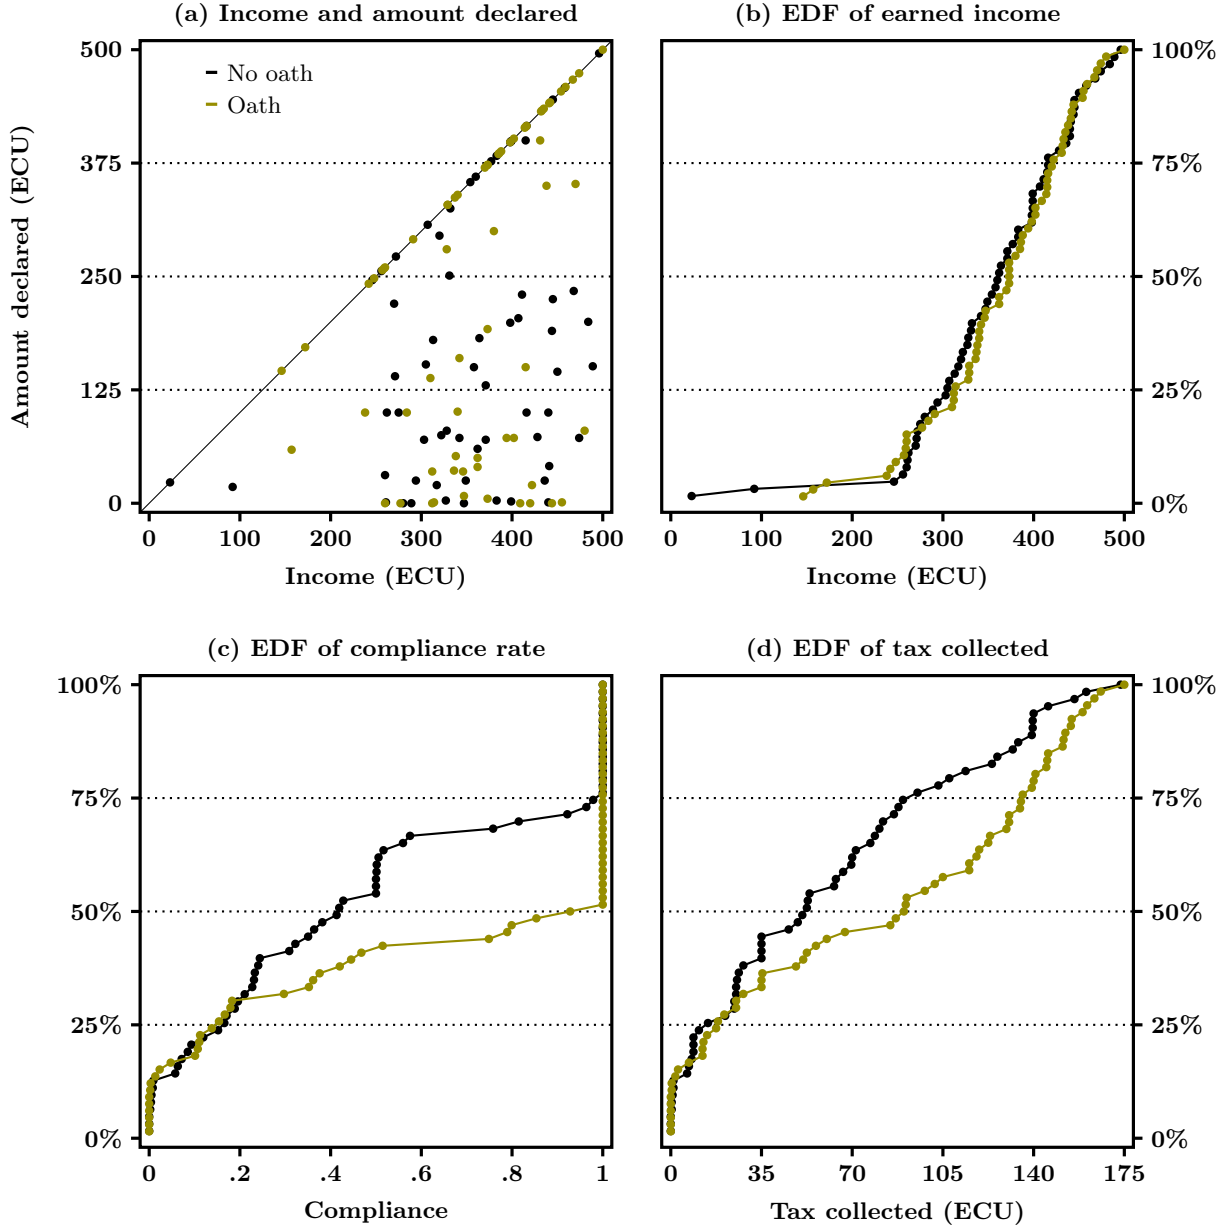 (a) Income and amount declared
500
375
250
125
0
Amount declared (ECU)
No oath
Oath
0 100 200 300 400 500
Income (ECU)
(b) EDF of earned income
100%
75%
50%
25%
0%
0 100 200 300 400 500
Income (ECU)
(c) EDF of compliance rate
100%
75%
50%
25%
0%
0 .2 .4 .6 .8 1
Compliance
(d) EDF of tax collected
100%
75%
50%
25%
0%
0 35 70 105 140 175
Tax collected (ECU)